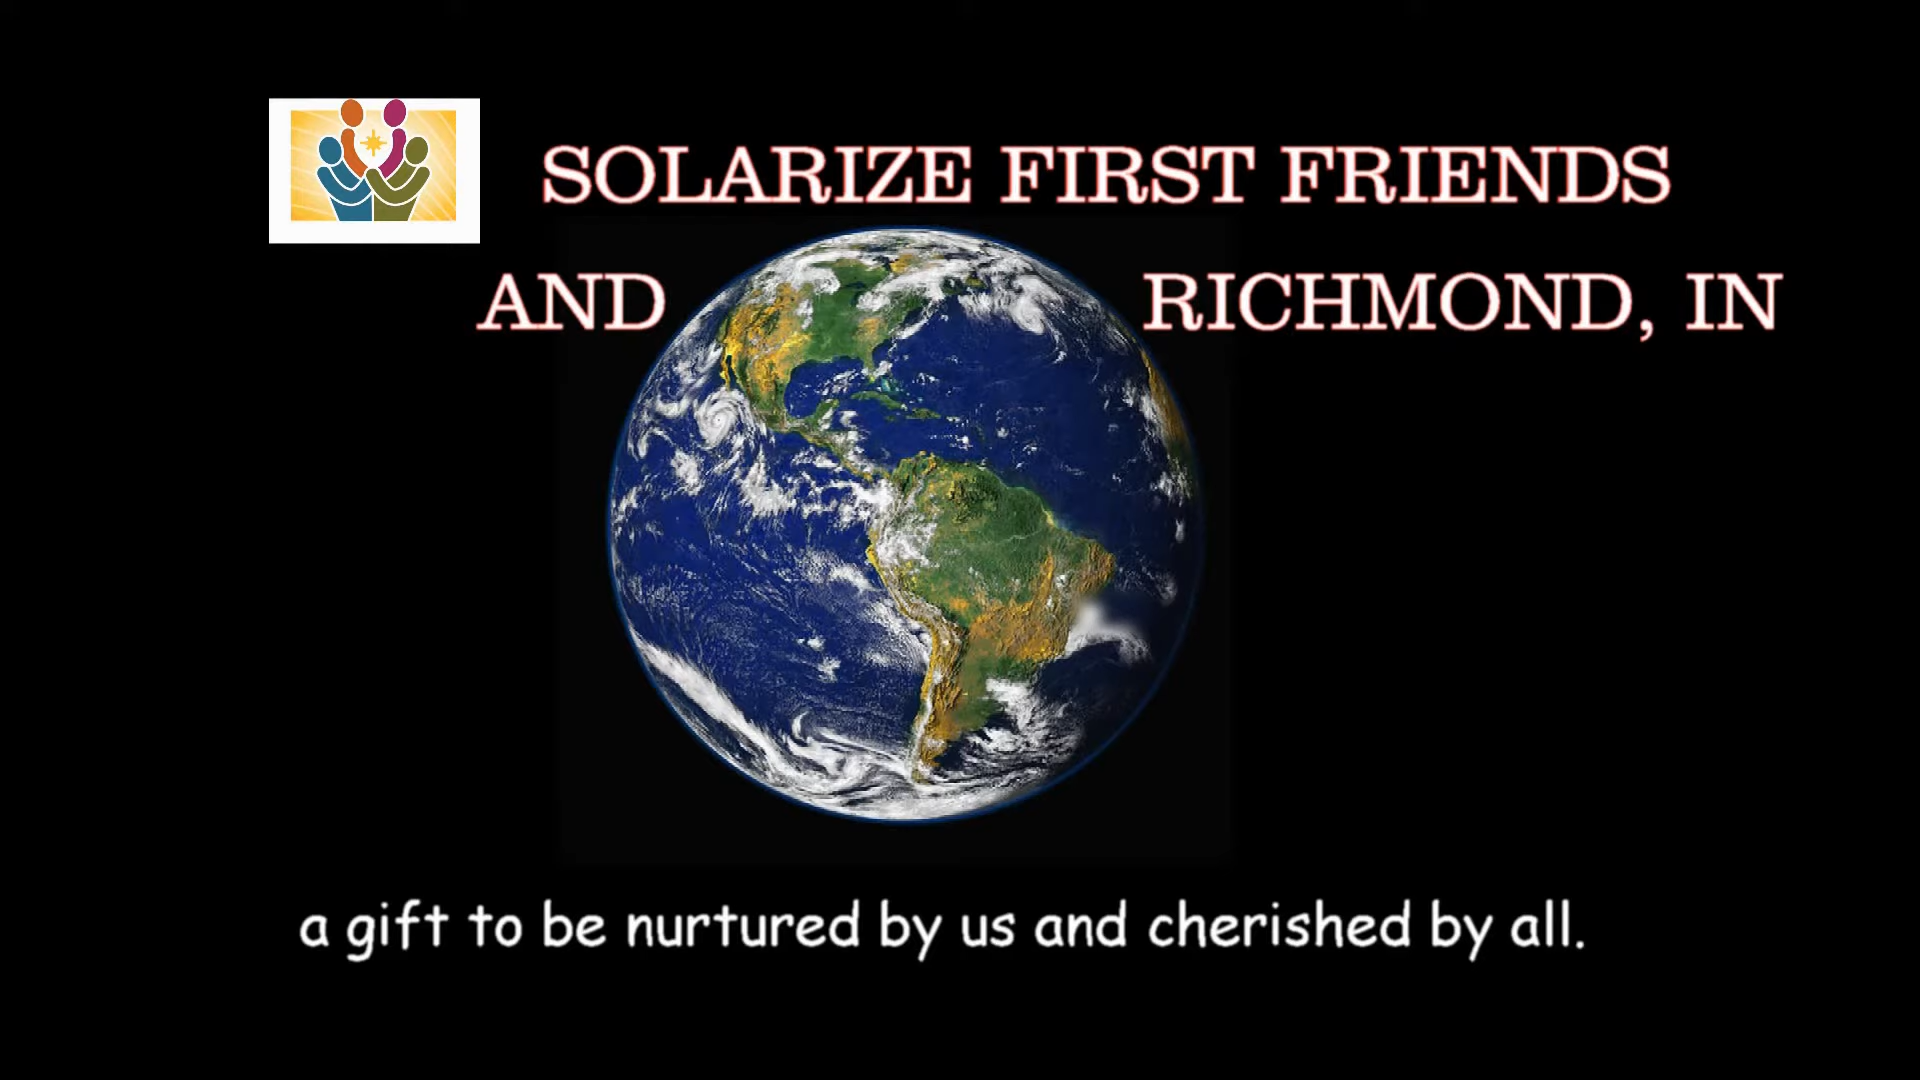 SOLARIZE FIRST FRIENDS
AND RICHMOND, IN
a gift to be nurtured by us and cherished by all.